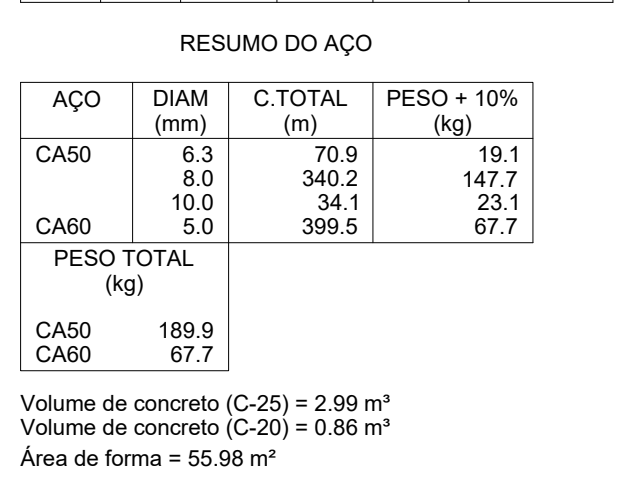 RESUMO DO AÇO
AÇO DIAM C.TOTAL PESO + 10%
(mm) (m) (kg)
CA50 6.3 70.9 19.1
8.0 340.2 147.7
10.0 34.1 23.1
CA60 5.0 399.5 67.7
PESO TOTAL
(kg)
CA50 189.9
CA60 67.7
Volume de concreto (C-25) = 2.99 m³
Volume de concreto (C-20) = 0.86 m³
Área de forma = 55.98 m²